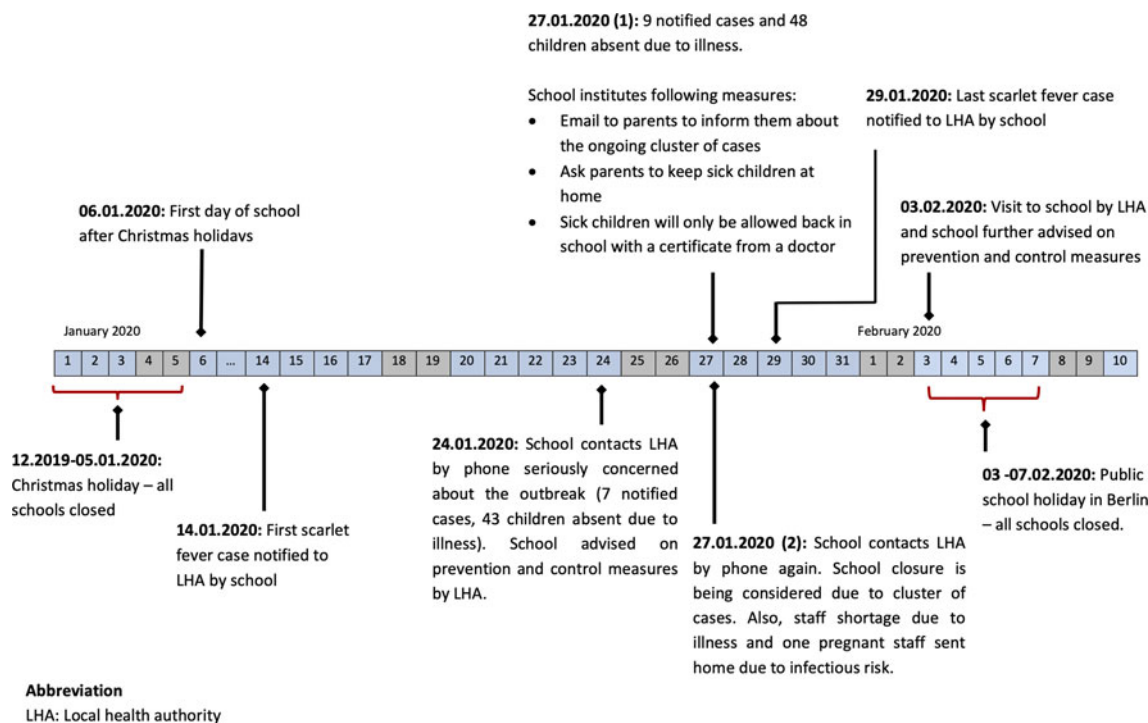 27.01.2020 (1): 9 notified cases and 48
children absent due to illness.
School institutes following measures:
• Email to parents to inform them about
the ongoing cluster of cases
• Ask parents to keep sick children at
home
• Sick children will only be allowed back in
school with a certificate from a doctor
29.01.2020: Last scarlet fever case
notified to LHA by school
06.01.2020: First day of school
after Christmas holidays
03.02.2020: Visit to school by LHA
and school further advised on
prevention and control measures
January 2020
February 2020
1 2 3 4 5 6 ... 14 15 16 17 18 19 20 21 22 23 24 25 26 27 28 29 30 31 1 2 3 4 5 6 7 8 9 10
12.2019-05.01.2020:
Christmas holiday – all
schools closed
14.01.2020: First scarlet
fever case notified to
LHA by school
24.01.2020: School contacts LHA
by phone seriously concerned
about the outbreak (7 notified
cases, 43 children absent due to
illness). School advised on
prevention and control measures
by LHA.
27.01.2020 (2): School contacts LHA
by phone again. School closure is
being considered due to cluster of
cases. Also, staff shortage due to
illness and one pregnant staff sent
home due to infectious risk.
03 -07.02.2020: Public
school holiday in Berlin
– all schools closed.
Abbreviation
LHA: Local health authority